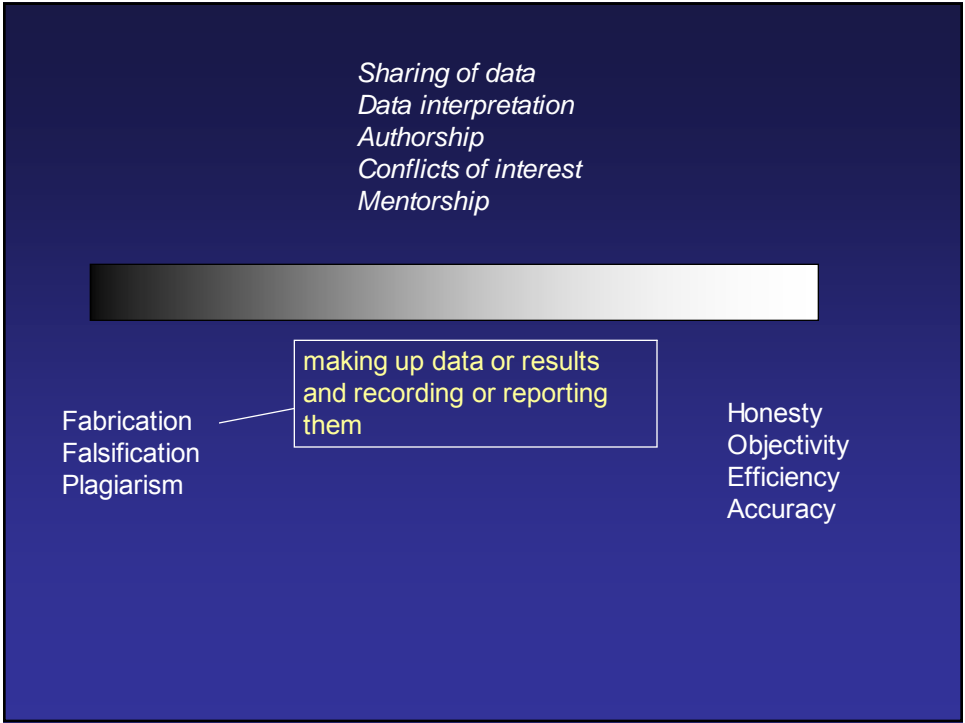 Sharing of data
Data interpretation
Authorship
Conflicts of interest
Mentorship
making up data or results
and recording or reporting
them
Fabrication
Falsification
Plagiarism
Honesty
Objectivity
Efficiency
Accuracy